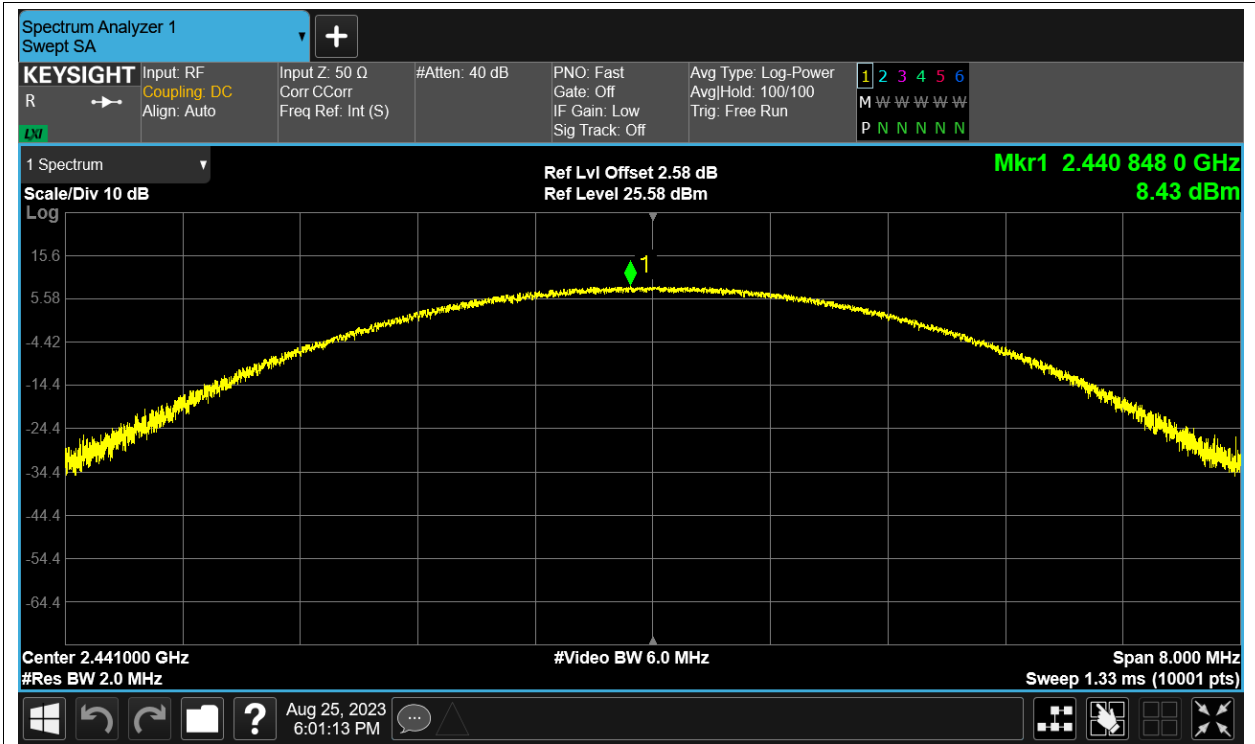 Spectrum Analyzer 1
Swept SA
KEYSIGHT
R
LXI
Input: RF
Coupling: DC
Align: Auto
Input Z: 50 Ω
Corr CCorr
Freq Ref: Int (S)
#Atten: 40 dB
PNO: Fast
Gate: Off
IF Gain: Low
Sig Track: Off
Avg Type: Log-Power
Avg|Hold: 100/100
Trig: Free Run
1 2 3 4 5 6
M W W W W W
P N N N N N
1 Spectrum
Scale/Div 10 dB
Ref Lvl Offset 2.58 dB
Ref Level 25.58 dBm
Mkr1 2.440 848 0 GHz
8.43 dBm
Log
15.6
5.58
-4.42
-14.4
-24.4
-34.4
-44.4
-54.4
-64.4
1
Center 2.441000 GHz
#Video BW 6.0 MHz
Span 8.000 MHz
#Res BW 2.0 MHz
Sweep 1.33 ms (10001 pts)
?
Aug 25, 2023
6:01:13 PM